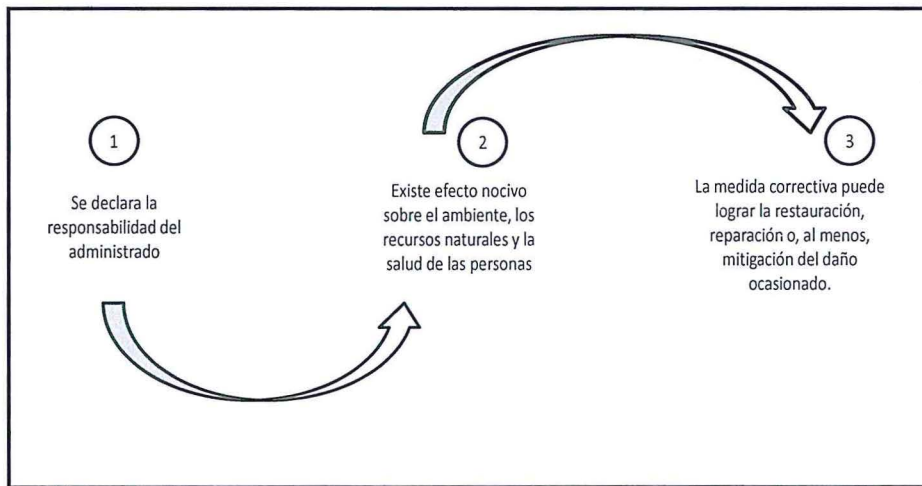 1
Se declara la
responsabilidad del
administrado
2
Existe efecto nocivo
sobre el ambiente, los
recursos naturales y la
salud de las personas
3
La medida correctiva puede
lograr la restauración,
reparación o, al menos,
mitigación del daño
ocasionado.